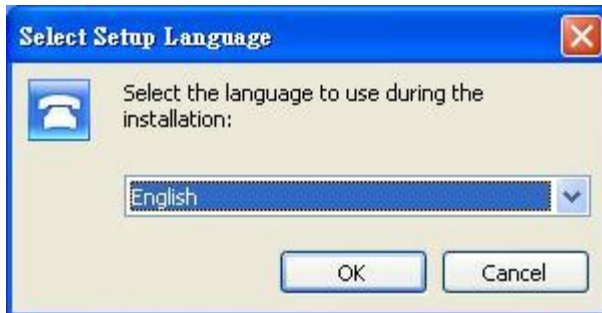 Select Setup Language
Select the language to use during the
installation:
English
OK
Cancel